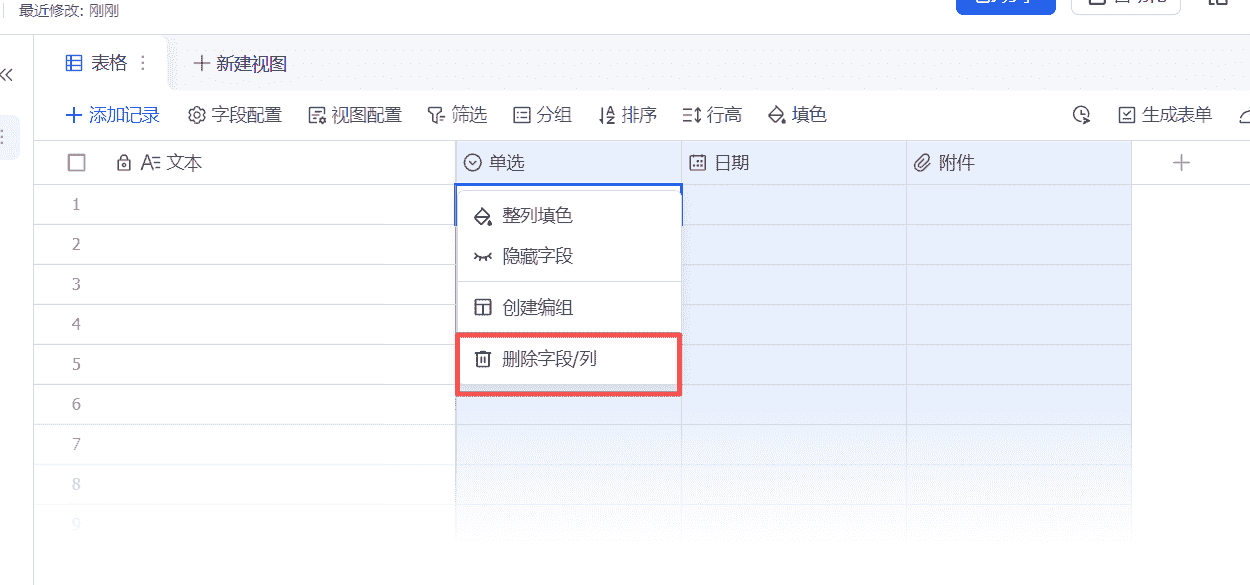 最近修改: 刚刚
表格
新建视图
添加记录 字段配置 视图配置 筛选 分组 排序 行高 填色 生成表单
文本 单选 日期 附件
1
整列填色
2
隐藏字段
3
创建编组
4
5
删除字段/列
6
7
8
9